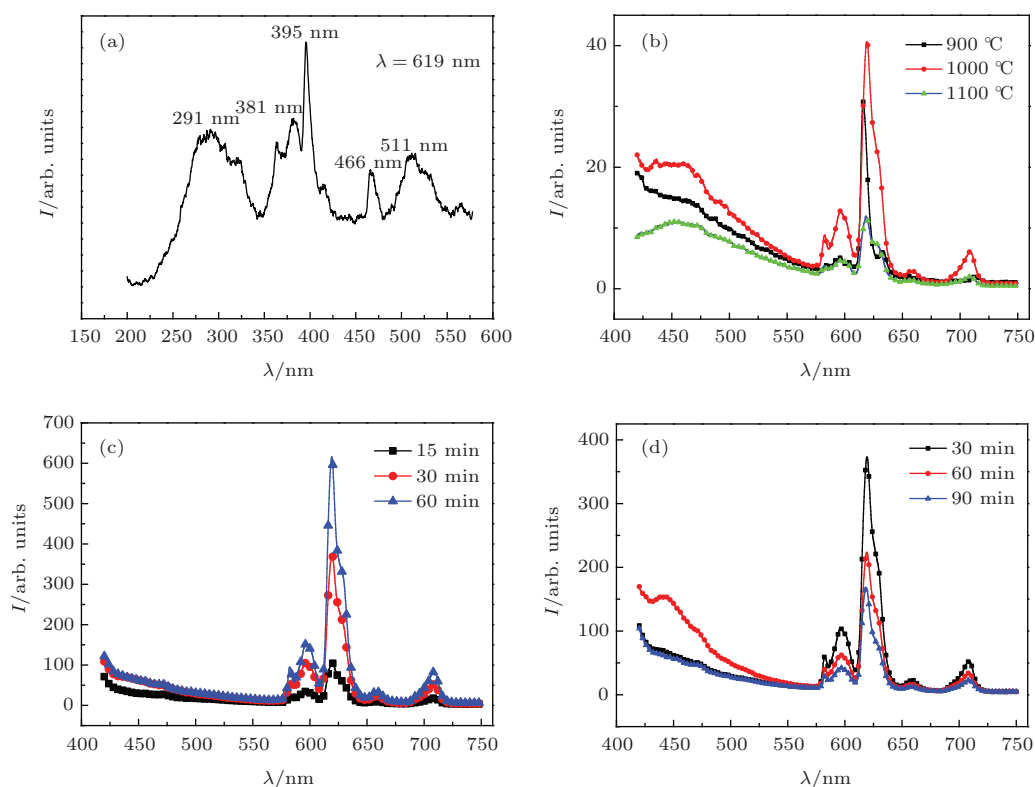 (a)
395 nm
λ = 619 nm
381 nm
291 nm
511 nm
466 nm
I/arb. units
150 200 250 300 350 400 450 500 550 600
λ/nm
(b)
900 ℃
1000 ℃
1100 ℃
40
20
0
I/arb. units
400 450 500 550 600 650 700 750
λ/nm
(c)
15 min
30 min
60 min
700
600
500
400
300
200
100
0
I/arb. units
400 450 500 550 600 650 700 750
λ/nm
(d)
30 min
60 min
90 min
400
300
200
100
0
I/arb. units
400 450 500 550 600 650 700 750
λ/nm